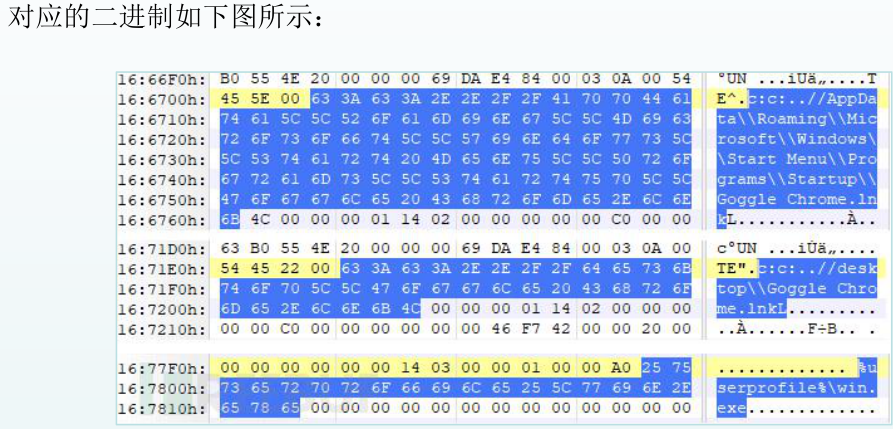 对应的二进制如下图所示：
16:66F0h: B0 55 4E 20 00 00 00 69 DA E4 84 00 03 0A 00 54 °UN ...iÚä„....T
16:6700h: 45 5E 00 63 3A 63 3A 2E 2E 2F 2F 41 70 70 44 61 E^.c:c:..//AppDa
16:6710h: 74 61 5C 5C 52 6F 61 6D 69 6E 67 5C 5C 4D 69 63 ta\\Roaming\\Mic
16:6720h: 72 6F 73 6F 66 74 5C 5C 57 69 6E 64 6F 77 73 5C rosoft\\Windows\
16:6730h: 5C 53 74 61 72 74 20 4D 65 6E 75 5C 5C 50 72 6F \Start Menu\\Pro
16:6740h: 67 72 61 6D 73 5C 5C 53 74 61 72 74 75 70 5C 5C grams\\Startup\\
16:6750h: 47 6F 67 67 6C 65 20 43 68 72 6F 6D 65 2E 6C 6E Goggle Chrome.ln
16:6760h: 6B 4C 00 00 00 01 14 02 00 00 00 00 00 C0 00 00 kL...........À..
16:71D0h: 63 B0 55 4E 20 00 00 00 69 DA E4 84 00 03 0A 00 c°UN ...iÚä„....
16:71E0h: 54 45 22 00 63 3A 63 3A 2E 2E 2F 2F 64 65 73 6B TE".c:c:..//desk
16:71F0h: 74 6F 70 5C 5C 47 6F 67 67 6C 65 20 43 68 72 6F top\\Goggle Chro
16:7200h: 6D 65 2E 6C 6E 6B 4C 00 00 00 01 14 02 00 00 00 me.lnkL.........
16:7210h: 00 00 C0 00 00 00 00 00 00 46 F7 42 00 00 20 00 ..À......F÷B.. .
16:77F0h: 00 00 00 00 00 00 14 03 00 00 01 00 00 A0 25 75 ............. %u
16:7800h: 73 65 72 70 72 6F 66 69 6C 65 25 5C 77 69 6E 2E serprofile%\win.
16:7810h: 65 78 65 00 00 00 00 00 00 00 00 00 00 00 00 00 exe.............